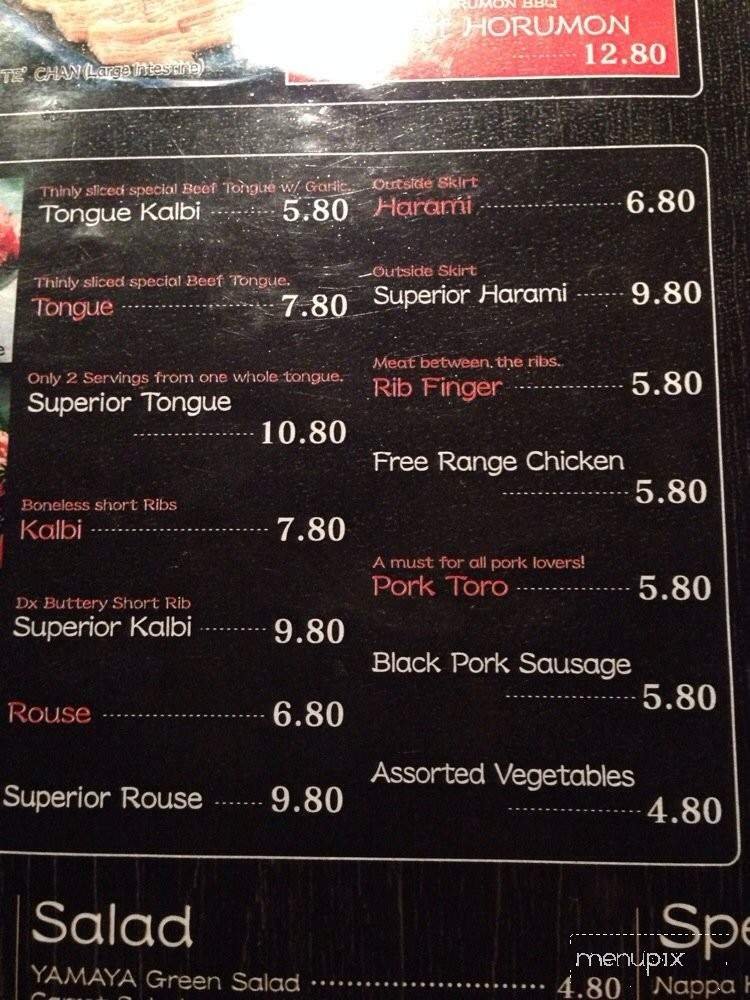 RUMON BBQ
HORUMON
12.80
TE' CHAN (Large Intestine)
Thinly sliced special Beef Tongue w/ Garlic.
Tongue Kalbi 5.80
Thinly sliced special Beef Tongue.
Tongue 7.80
Only 2 Servings from one whole tongue.
Superior Tongue
10.80
Boneless short Ribs
Kalbi 7.80
Dx Buttery Short Rib
Superior Kalbi 9.80
Rouse 6.80
Superior Rouse 9.80
Outside Skirt
Harami 6.80
Outside Skirt
Superior Harami 9.80
Meat between the ribs.
Rib Finger 5.80
Free Range Chicken
5.80
A must for all pork lovers!
Pork Toro 5.80
Black Pork Sausage
5.80
Assorted Vegetables
4.80
Salad
YAMAYA Green Salad 4.80
Spe
Nappa
menupix